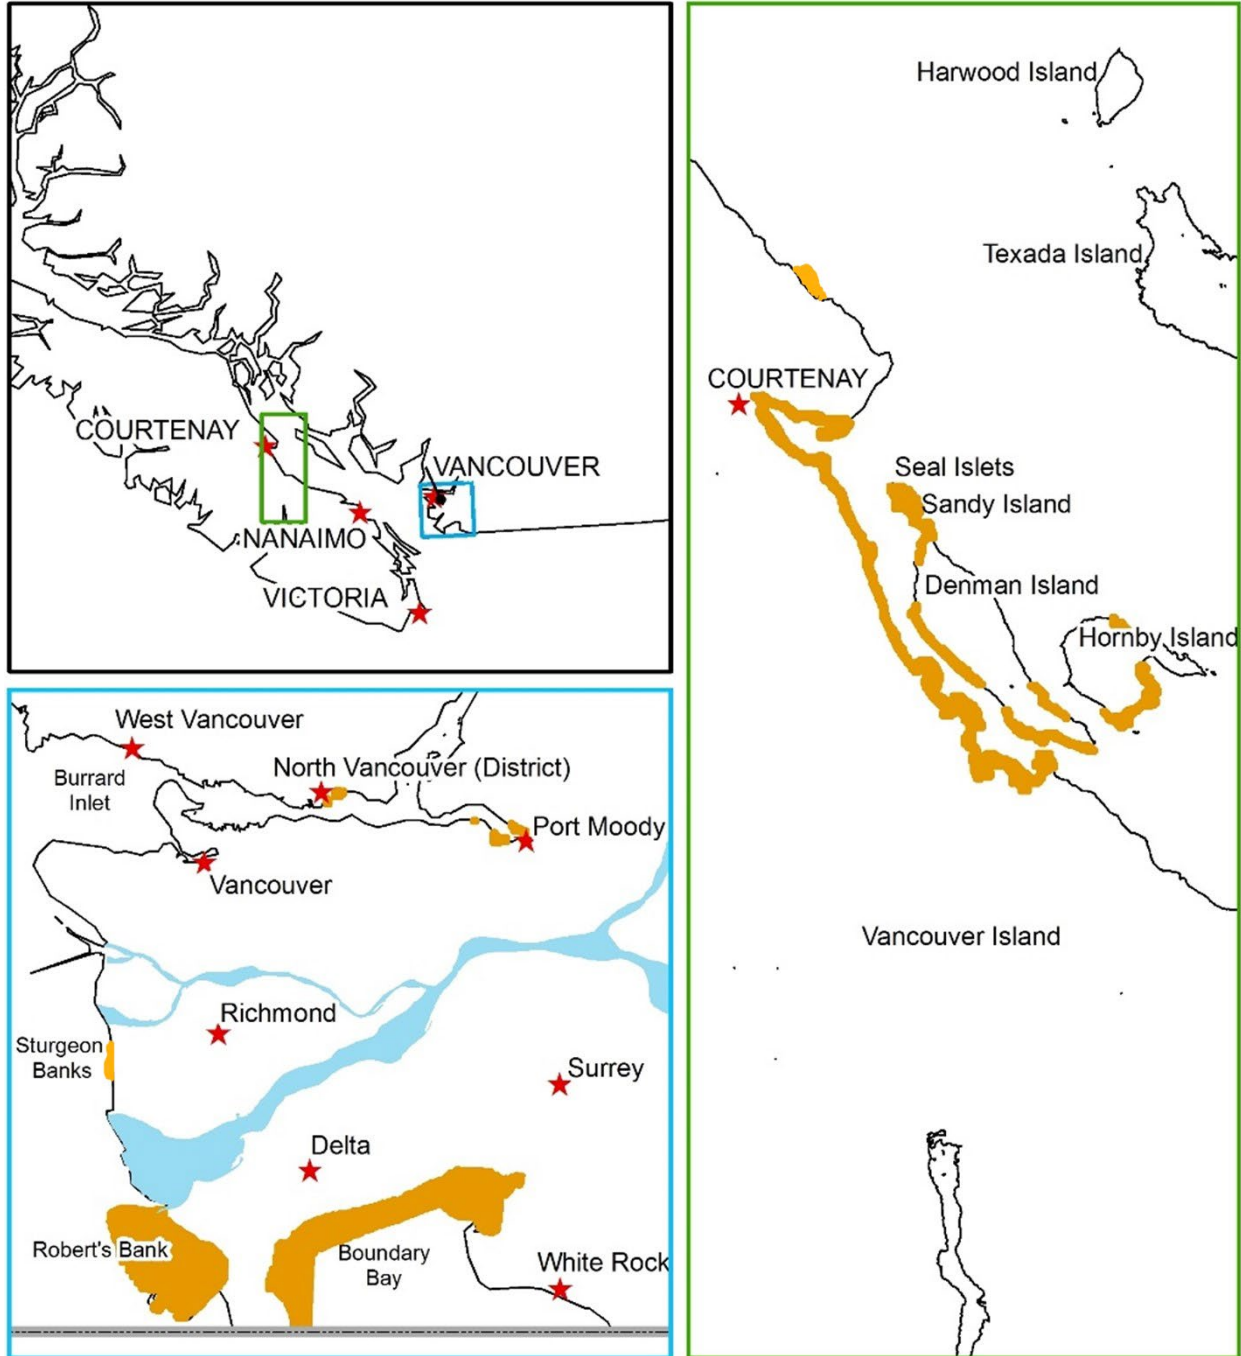 COURTENAY
VANCOUVER
NANAIMO
VICTORIA
West Vancouver
Burrard
Inlet
North Vancouver (District)
Port Moody
Vancouver
Richmond
Sturgeon
Banks
Surrey
Delta
Robert's Bank
Boundary
Bay
White Rock
Harwood Island
Texada Island
COURTENAY
Seal Islets
Sandy Island
Denman Island
Hornby Island
Vancouver Island